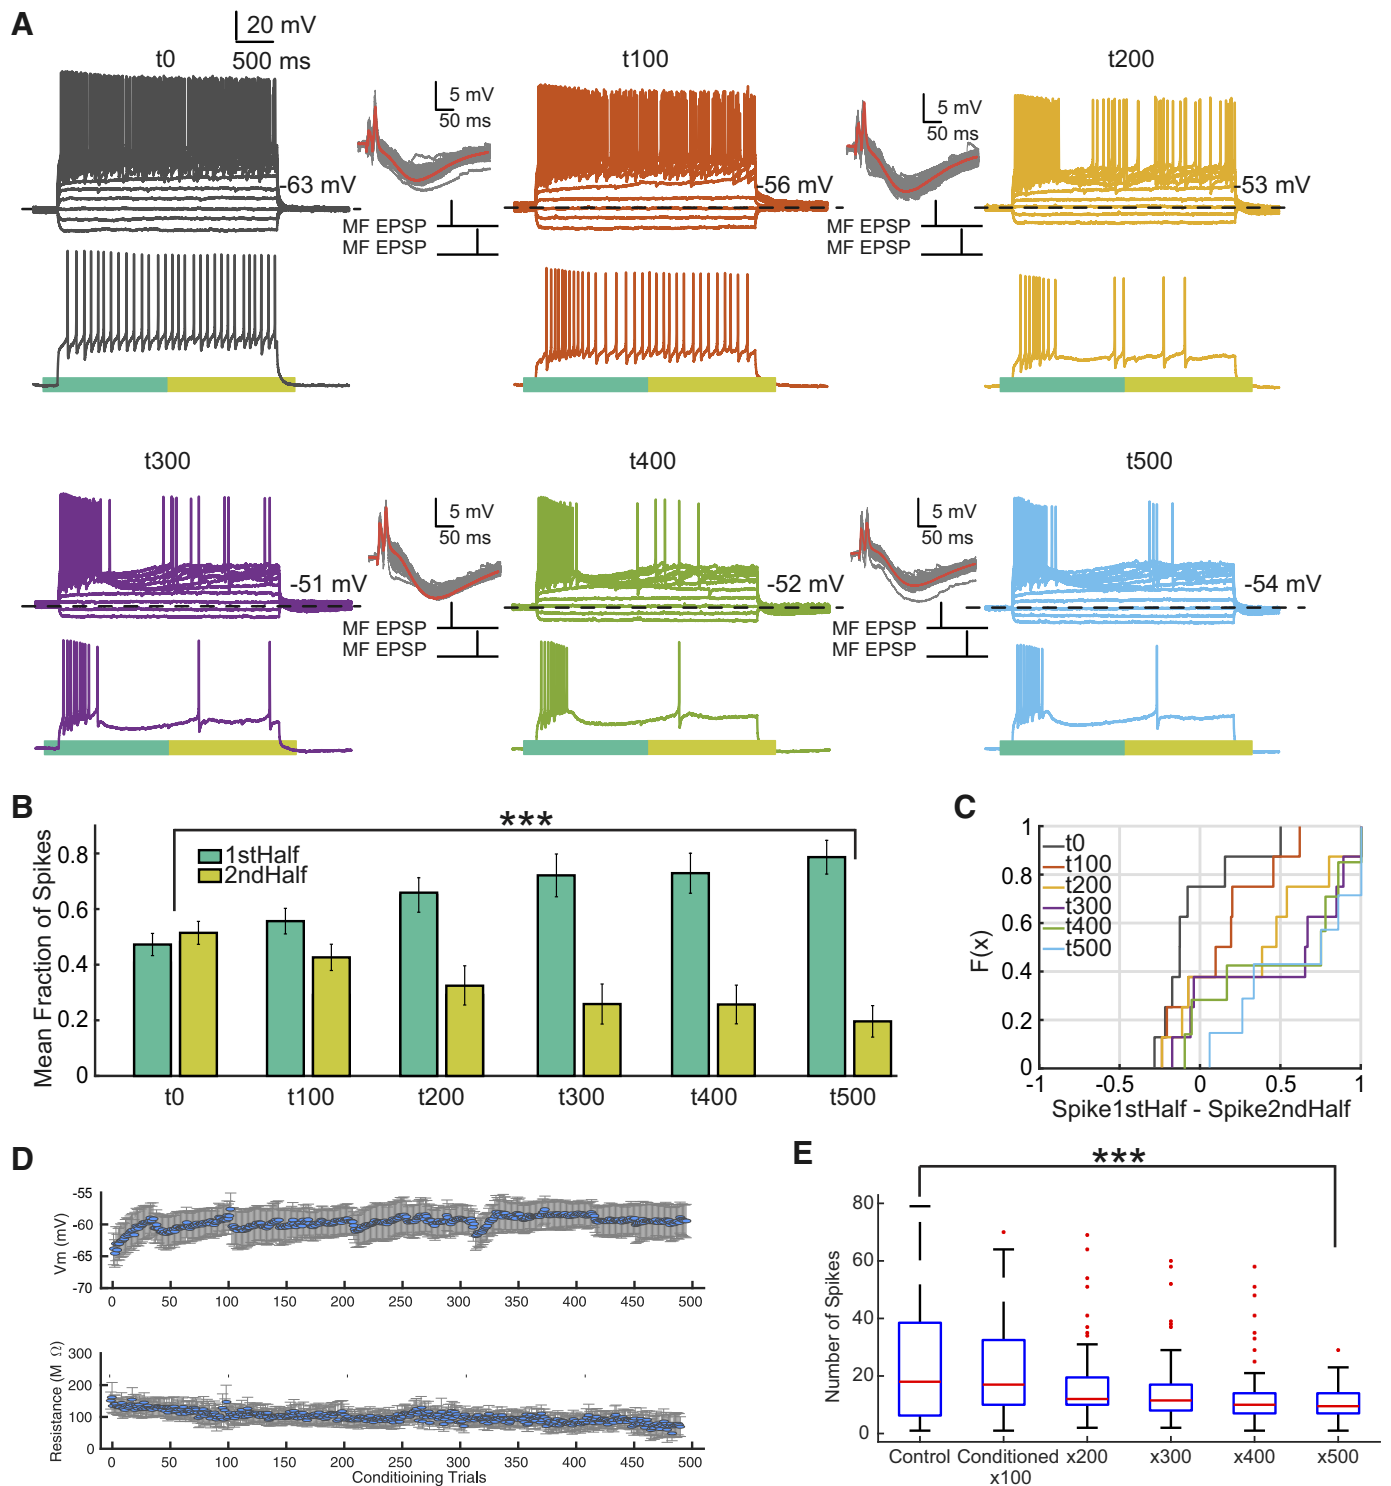 A
20 mV
500 ms
t0
-63 mV
5 mV
50 ms
MF EPSP
MF EPSP
t100
-56 mV
5 mV
50 ms
MF EPSP
MF EPSP
t200
-53 mV
t300
-51 mV
5 mV
50 ms
MF EPSP
MF EPSP
t400
-52 mV
5 mV
50 ms
MF EPSP
MF EPSP
t500
-54 mV
B
***
Mean Fraction of Spikes
0.8
0.6
0.4
0.2
0
1stHalf
2ndHalf
t0 t100 t200 t300 t400 t500
C
F(x)
1
0.8
0.6
0.4
0.2
0
t0
t100
t200
t300
t400
t500
-1 -0.5 0 0.5 1
Spike1stHalf - Spike2ndHalf
D
Vm (mV)
-55
-60
-65
-70
0 50 100 150 200 250 300 350 400 450 500
Resistance (M Ω)
300
200
100
0
0 50 100 150 200 250 300 350 400 450 500
Conditioining Trials
E
***
Number of Spikes
80
60
40
20
0
Control Conditioned x200 x300 x400 x500
x100